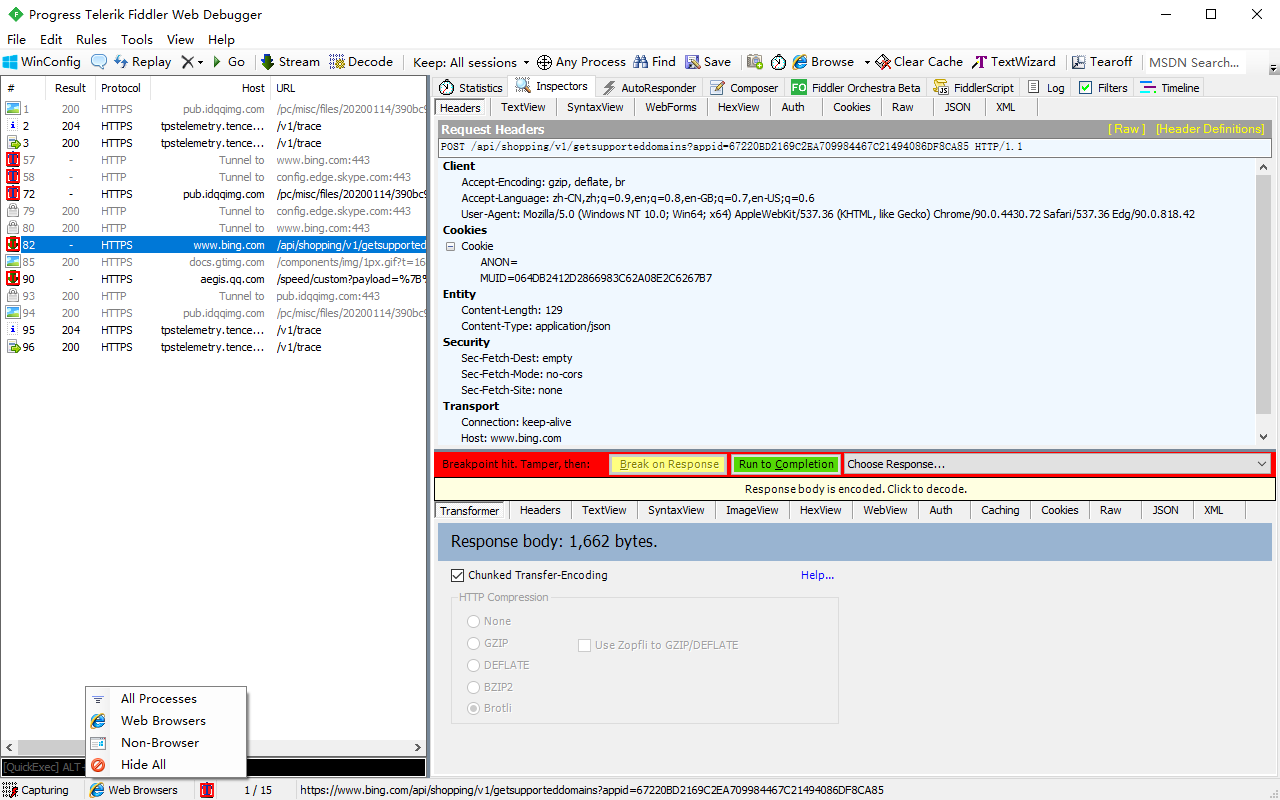 Progress Telerik Fiddler Web Debugger
File Edit Rules Tools View Help
WinConfig Replay Go Stream Decode Keep: All sessions Any Process Find Save Browse Clear Cache TextWizard Tearoff MSDN Search...
# Result Protocol Host URL
1 200 HTTPS pub.idqqimg.com /pc/misc/files/20200114/390bc9
2 204 HTTPS tpstelemetry.tence... /v1/trace
3 200 HTTPS tpstelemetry.tence... /v1/trace
57 - HTTP Tunnel to www.bing.com:443
58 - HTTP Tunnel to config.edge.skype.com:443
72 - HTTPS pub.idqqimg.com /pc/misc/files/20200114/390bc9
79 200 HTTP Tunnel to config.edge.skype.com:443
80 200 HTTP Tunnel to www.bing.com:443
82 - HTTPS www.bing.com /api/shopping/v1/getsupported
85 200 HTTPS docs.gtimg.com /components/img/1px.gif?t=16
90 - HTTPS aegis.qq.com /speed/custom?payload=%7B%
93 200 HTTP Tunnel to pub.idqqimg.com:443
94 200 HTTPS pub.idqqimg.com /pc/misc/files/20200114/390bc9
95 204 HTTPS tpstelemetry.tence... /v1/trace
96 200 HTTPS tpstelemetry.tence... /v1/trace
All Processes
Web Browsers
Non-Browser
Hide All
[QuickExec] ALT-
Statistics Inspectors AutoResponder Composer FO Fiddler Orchestra Beta FiddlerScript Log Filters Timeline
Headers TextView SyntaxView WebForms HexView Auth Cookies Raw JSON XML
Request Headers [ Raw ] [Header Definitions]
POST /api/shopping/v1/getsupporteddomains?appid=67220BD2169C2EA709984467C21494086DF8CA85 HTTP/1.1
Client
Accept-Encoding: gzip, deflate, br
Accept-Language: zh-CN,zh;q=0.9,en;q=0.8,en-GB;q=0.7,en-US;q=0.6
User-Agent: Mozilla/5.0 (Windows NT 10.0; Win64; x64) AppleWebKit/537.36 (KHTML, like Gecko) Chrome/90.0.4430.72 Safari/537.36 Edg/90.0.818.42
Cookies
Cookie
ANON=
MUID=064DB2412D2866983C62A08E2C6267B7
Entity
Content-Length: 129
Content-Type: application/json
Security
Sec-Fetch-Dest: empty
Sec-Fetch-Mode: no-cors
Sec-Fetch-Site: none
Transport
Connection: keep-alive
Host: www.bing.com
Breakpoint hit. Tamper, then: Break on Response Run to Completion Choose Response...
Response body is encoded. Click to decode.
Transformer Headers TextView SyntaxView ImageView HexView WebView Auth Caching Cookies Raw JSON XML
Response body: 1,662 bytes.
Chunked Transfer-Encoding Help...
HTTP Compression
None
GZIP Use Zopfli to GZIP/DEFLATE
DEFLATE
BZIP2
Brotli
Capturing Web Browsers 1 / 15 https://www.bing.com/api/shopping/v1/getsupporteddomains?appid=67220BD2169C2EA709984467C21494086DF8CA85